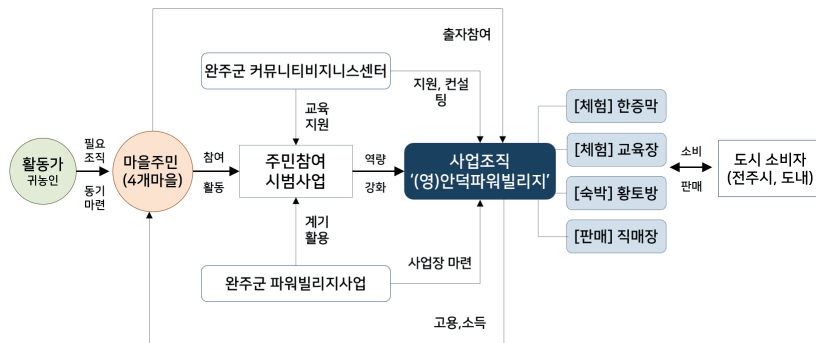 출자참여
완주군 커뮤니티비지니스센터
지원, 컨설
팅
교육
지원
활동가
귀농인
필요
조직
동기
마련
마을주민
(4개마을)
참여
활동
주민참여
시범사업
역량
강화
사업조직
‘(영)안덕파워빌리지’
[체험] 한증막
[체험] 교육장
[숙박] 황토방
[판매] 직매장
소비
판매
도시 소비자
(전주시, 도내)
계기
활용
완주군 파워빌리지사업
사업장 마련
고용,소득